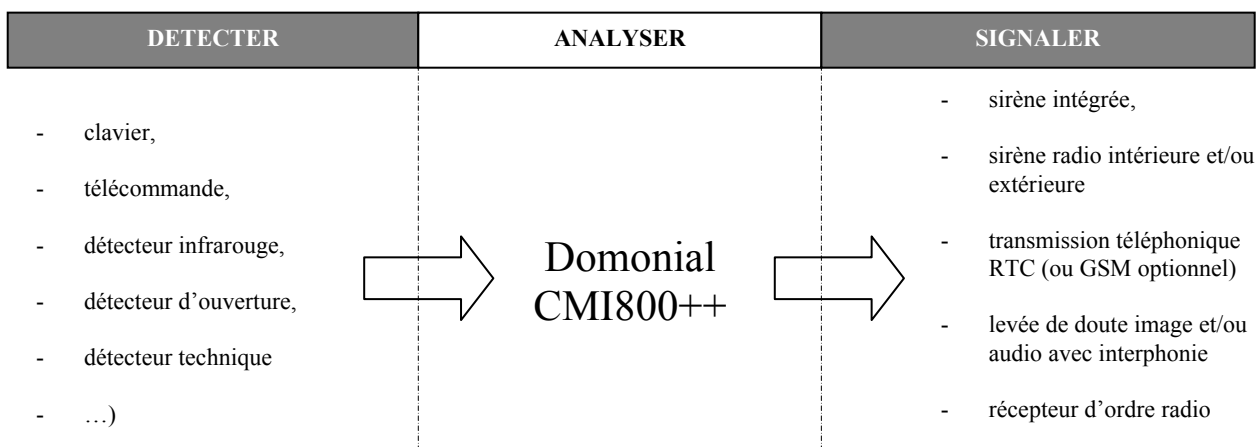 DETECTER
ANALYSER
SIGNALER
- clavier,
- télécommande,
- détecteur infrarouge,
- détecteur d’ouverture,
- détecteur technique
- …)
Domonial
CMI800++
- sirène intégrée,
- sirène radio intérieure et/ou
extérieure
- transmission téléphonique
RTC (ou GSM optionnel)
- levée de doute image et/ou
audio avec interphonie
- récepteur d’ordre radio